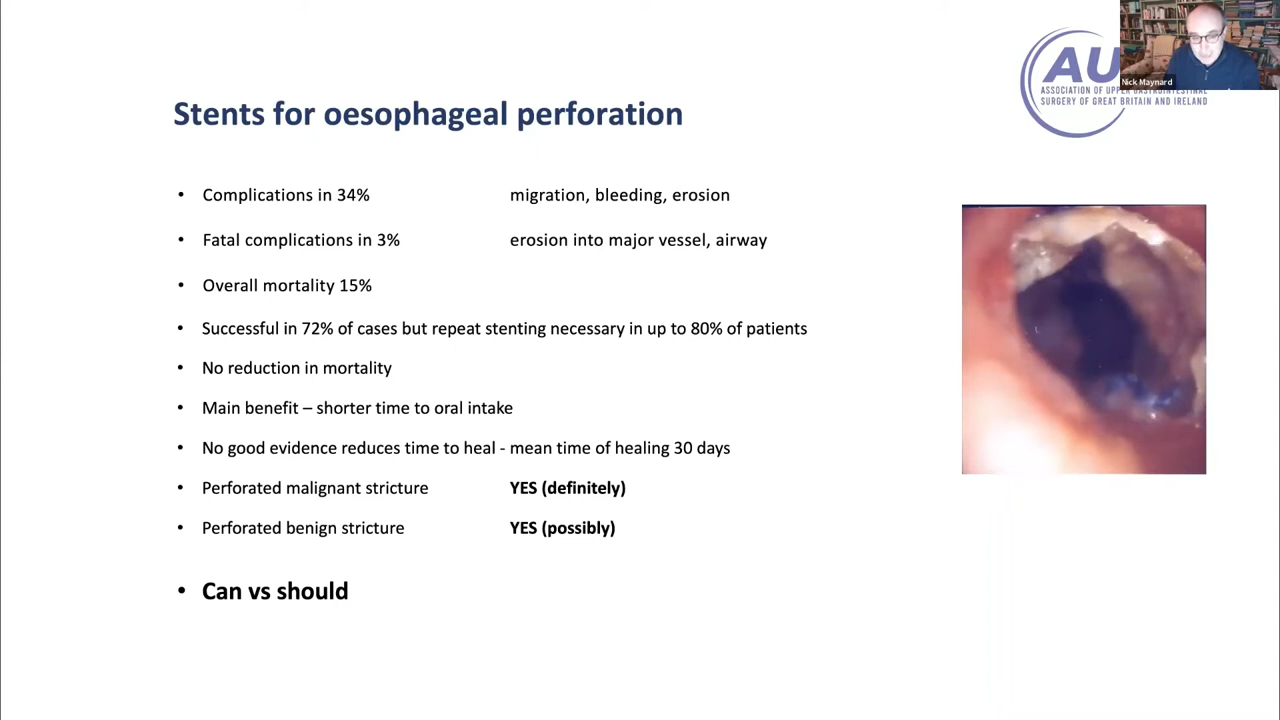 AU
Nick Maynard
ASSOCIATION OF UPPER GASTROINTESTINAL
SURGERY OF GREAT BRITAIN AND IRELAND
Stents for oesophageal perforation
• Complications in 34% migration, bleeding, erosion
• Fatal complications in 3% erosion into major vessel, airway
• Overall mortality 15%
• Successful in 72% of cases but repeat stenting necessary in up to 80% of patients
• No reduction in mortality
• Main benefit – shorter time to oral intake
• No good evidence reduces time to heal - mean time of healing 30 days
• Perforated malignant stricture YES (definitely)
• Perforated benign stricture YES (possibly)
• Can vs should